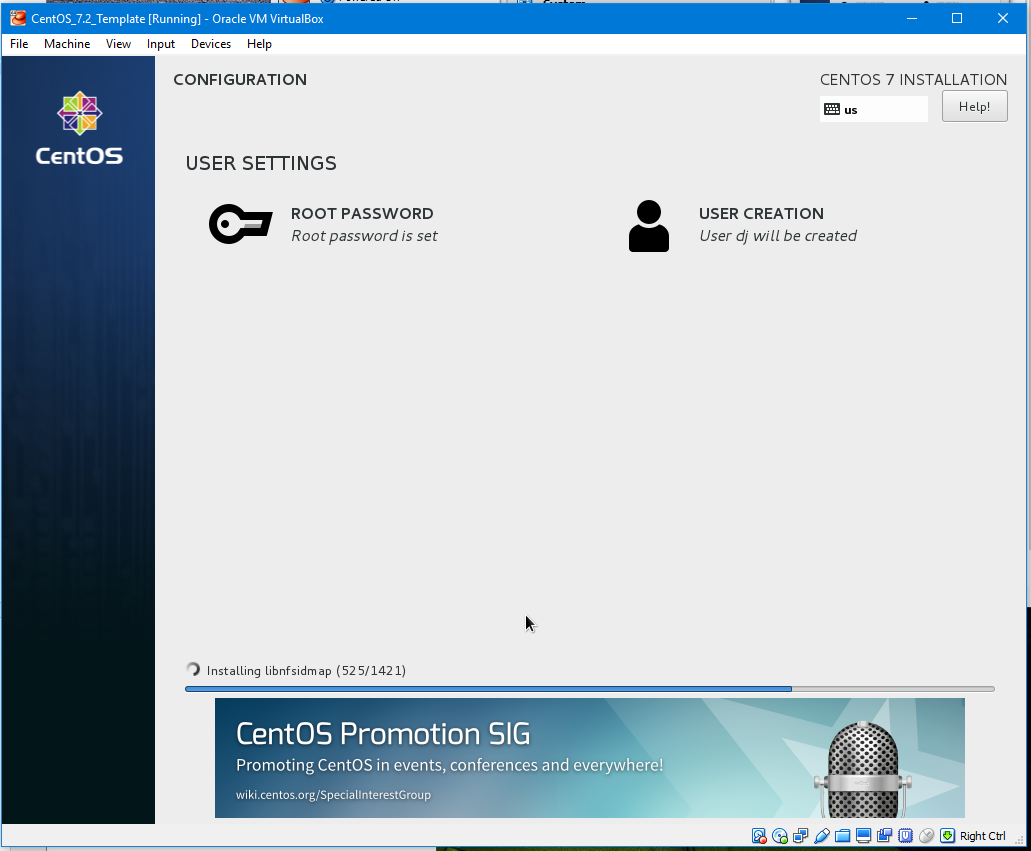 CentOS_7.2_Template [Running] - Oracle VM VirtualBox
File Machine View Input Devices Help
CentOS
CONFIGURATION
CENTOS 7 INSTALLATION
us
Help!
USER SETTINGS
ROOT PASSWORD
Root password is set
USER CREATION
User dj will be created
Installing libnfsidmap (525/1421)
CentOS Promotion SIG
Promoting CentOS in events, conferences and everywhere!
wiki.centos.org/SpecialInterestGroup
Right Ctrl